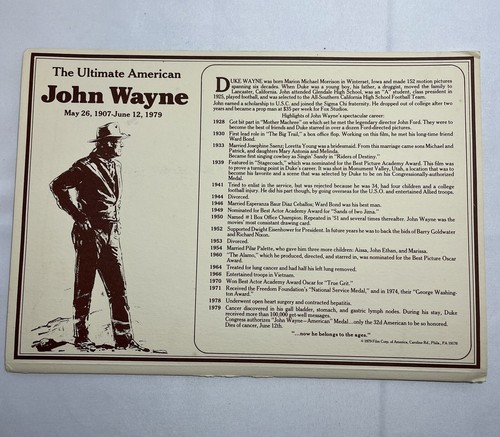 The Ultimate American
John Wayne
May 26, 1907-June 12, 1979
DUKE WAYNE was born Marion Michael Morrison in Winterset, Iowa and made 152 motion pictures
spanning six decades. When Duke was a young boy, his father, a druggist, moved the family to
Lancaster, California. John attended Glendale High School, was an "A" student, class president in
1925, played football, and was selected to the All-Southern California High School Football Team.
John earned a scholarship to U.S.C. and joined the Sigma Chi fraternity. He dropped out of college after two
years and became a prop man at $35 per week for Fox Studios.
Highlights of John Wayne's spectacular career:
1928 Got bit part in "Mother Machree" on which set he met the legendary director John Ford. They were to
become the best of friends and Duke starred in over a dozen Ford-directed pictures.
1930 First lead role in "The Big Trail," a box office flop. Working on this film, he met his long-time friend
Ward Bond.
1933 Married Josephine Saenz; Loretta Young was a bridesmaid. From this marriage came sons Michael and
Patrick, and daughters Mary Antonia and Melinda.
Became first singing cowboy as Singin' Sandy in "Riders of Destiny."
1939 Featured in "Stagecoach," which was nominated for the Best Picture Academy Award. This film was
to prove a turning point in Duke's career. It was shot in Monument Valley, Utah, a location that was to
become his favorite and a scene that was selected by Duke to be on his Congressionally-authorized
Medal.
1941 Tried to enlist in the service, but was rejected because he was 34, had four children and a college
football injury. He did his part though, by going overseas for the U.S.O. and entertained Allied troops.
1944 Divorced.
1946 Married Esperanza Baur Diaz Ceballos; Ward Bond was his best man.
1949 Nominated for Best Actor Academy Award for "Sands of Iwo Jima."
1950 Named #1 Box Office Champion. Repeated in '51 and several times thereafter. John Wayne was the
movies' most consistent drawing card.
1952 Supported Dwight Eisenhower for President. In future years he was to back the bids of Barry Goldwater
and Richard Nixon.
1953 Divorced.
1954 Married Pilar Palette, who gave him three more children: Aissa, John Ethan, and Marissa.
1960 "The Alamo," which he produced, directed, and starred in, was nominated for the Best Picture Oscar
Award.
1964 Treated for lung cancer and had half his left lung removed.
1966 Entertained troops in Vietnam.
1970 Won Best Actor Academy Award Oscar for "True Grit."
1971 Received the Freedom Foundation's "National Service Medal," and in 1974, their "George Washing-
ton Award."
1978 Underwent open heart surgery and contracted hepatitis.
1979 Cancer discovered in his gall bladder, stomach, and gastric lymph nodes. During his stay, Duke
received more than 100,000 get-well messages.
Congress authorizes "John Wayne—American" Medal...only the 32d American to be so honored.
Dies of cancer, June 12th.
"...now he belongs to the ages."
©1979 Film Corp. of America, Caroline Rd., Phila., PA 19176